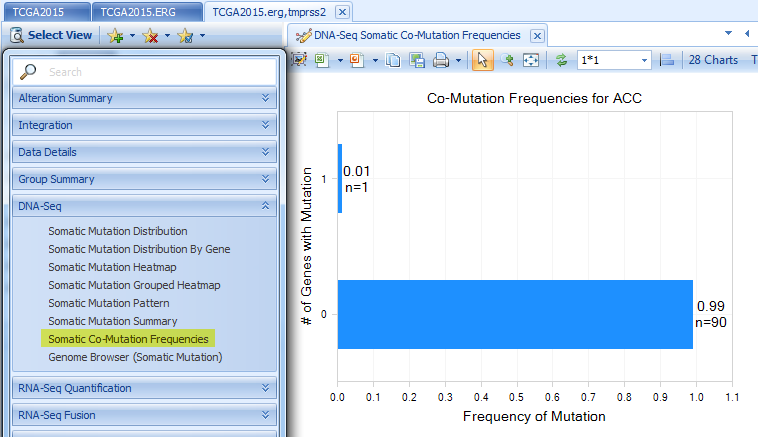 TCGA2015
TCGA2015.ERG
TCGA2015.erg,tmprss2
Select View
Search
Alteration Summary
Integration
Data Details
Group Summary
DNA-Seq
Somatic Mutation Distribution
Somatic Mutation Distribution By Gene
Somatic Mutation Heatmap
Somatic Mutation Grouped Heatmap
Somatic Mutation Pattern
Somatic Mutation Summary
Somatic Co-Mutation Frequencies
Genome Browser (Somatic Mutation)
RNA-Seq Quantification
RNA-Seq Fusion
DNA-Seq Somatic Co-Mutation Frequencies
1*1
28 Charts
Co-Mutation Frequencies for ACC
# of Genes with Mutation
1
0.01
n=1
0
0.99
n=90
0.0 0.1 0.2 0.3 0.4 0.5 0.6 0.7 0.8 0.9 1.0 1.1
Frequency of Mutation